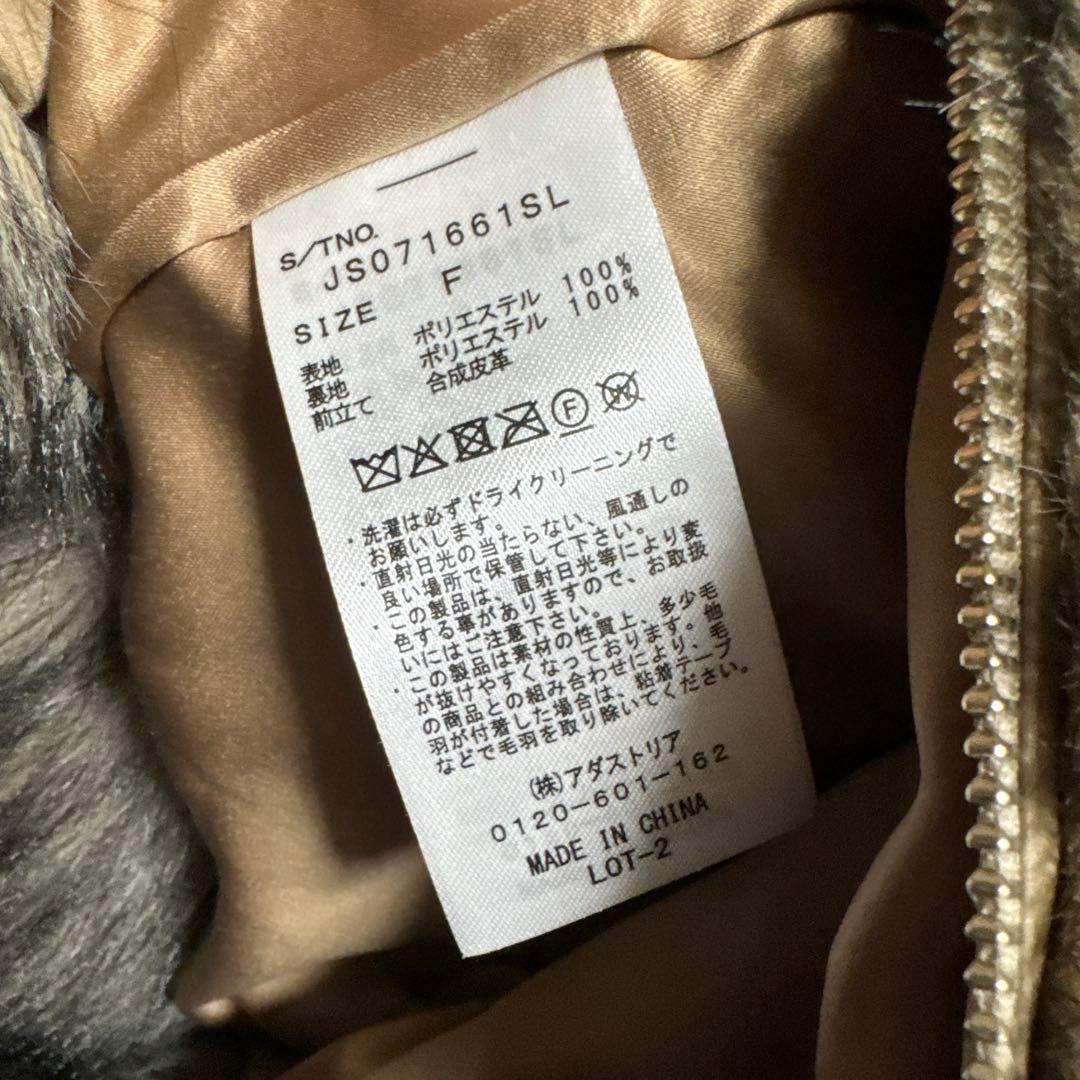 S/TNO.
JS071661SL
SIZE F
表地 ポリエステル 100%
裏地 ポリエステル 100%
前立て 合成皮革
F W
・洗濯は必ずドライクリーニングで
お願いします。
・直射日光の当たらない、風通しの
良い場所で保管して下さい。
・この製品は、直射日光等により変
色する事がありますので、お取扱
いにはご注意下さい。
・この製品は素材の性質上、多少毛
が抜けやすくなっております。他
の商品との組み合わせにより、毛
羽が付着した場合は、粘着テープ
などで毛羽を取り除いてください。
(株)アダストリア
0120-601-162
MADE IN CHINA
LOT-2